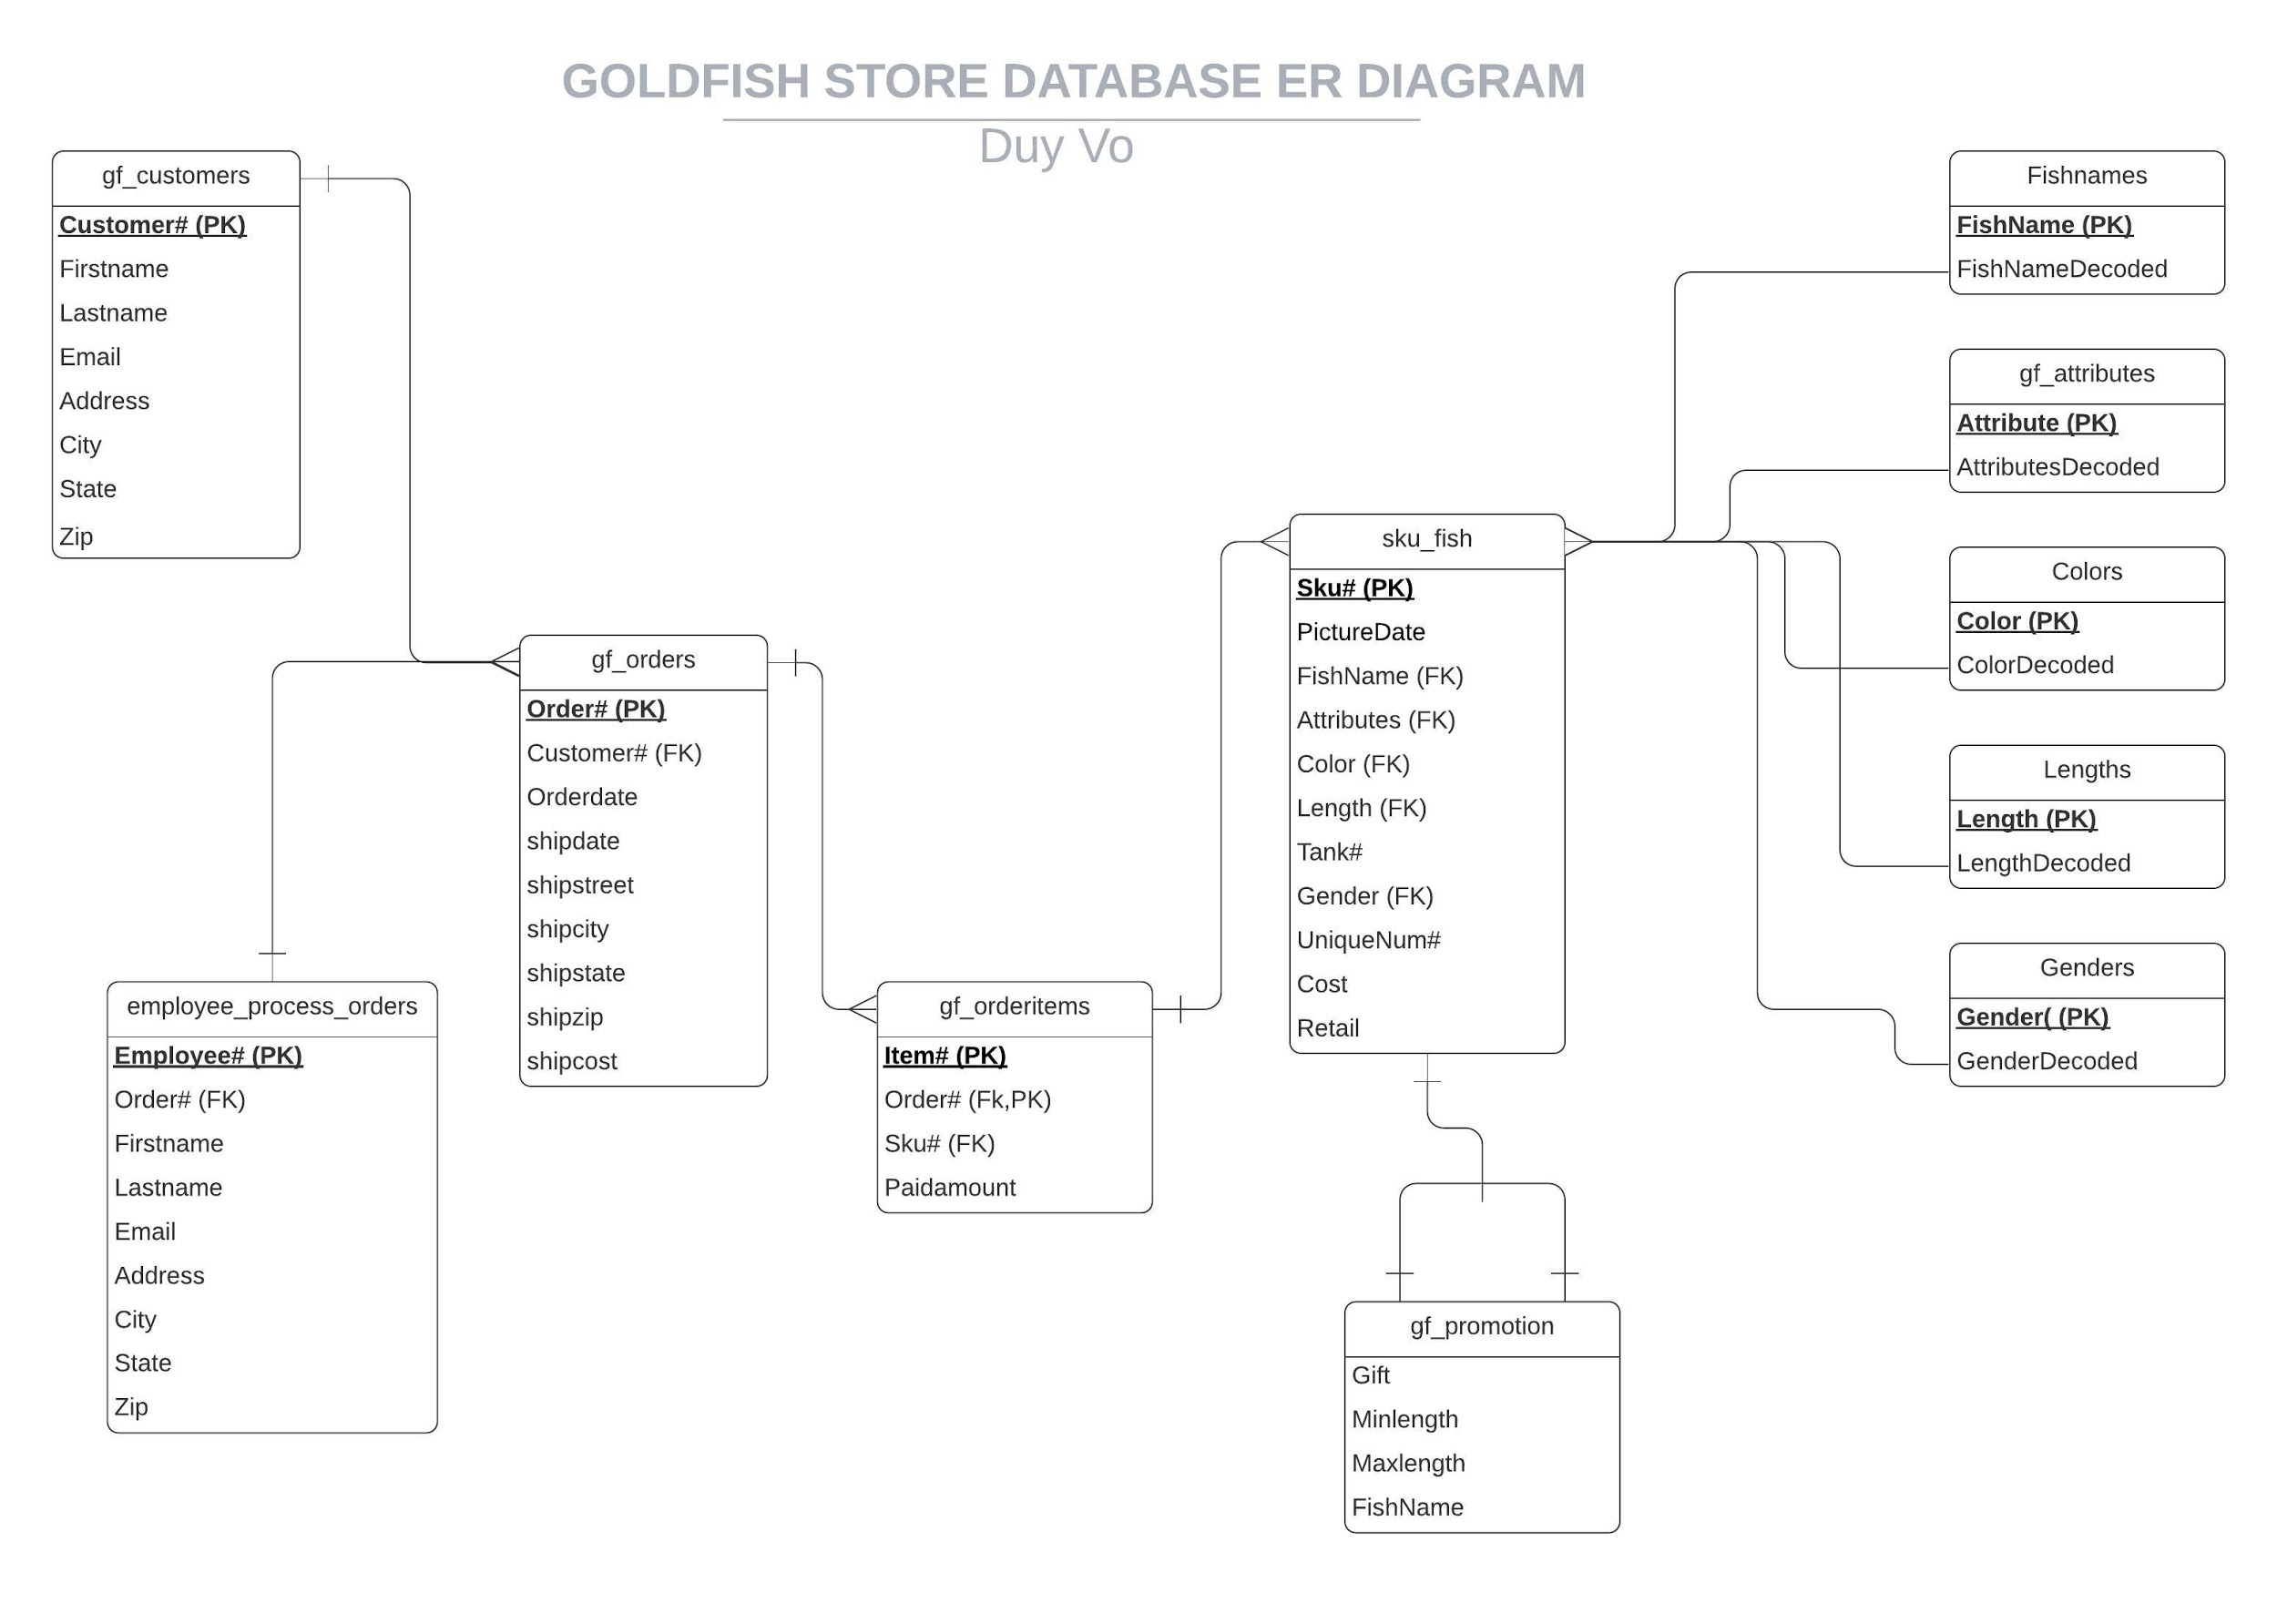 GOLDFISH STORE DATABASE ER DIAGRAM
Duy Vo
gf_customers
Customer# (PK)
Firstname
Lastname
Email
Address
City
State
Zip
employee_process_orders
Employee# (PK)
Order# (FK)
Firstname
Lastname
Email
Address
City
State
Zip
gf_orders
Order# (PK)
Customer# (FK)
Orderdate
shipdate
shipstreet
shipcity
shipstate
shipzip
shipcost
gf_orderitems
Item# (PK)
Order# (Fk,PK)
Sku# (FK)
Paidamount
sku_fish
Sku# (PK)
PictureDate
FishName (FK)
Attributes (FK)
Color (FK)
Length (FK)
Tank#
Gender (FK)
UniqueNum#
Cost
Retail
gf_promotion
Gift
Minlength
Maxlength
FishName
Fishnames
FishName (PK)
FishNameDecoded
gf_attributes
Attribute (PK)
AttributesDecoded
Colors
Color (PK)
ColorDecoded
Lengths
Length (PK)
LengthDecoded
Genders
Gender( (PK)
GenderDecoded